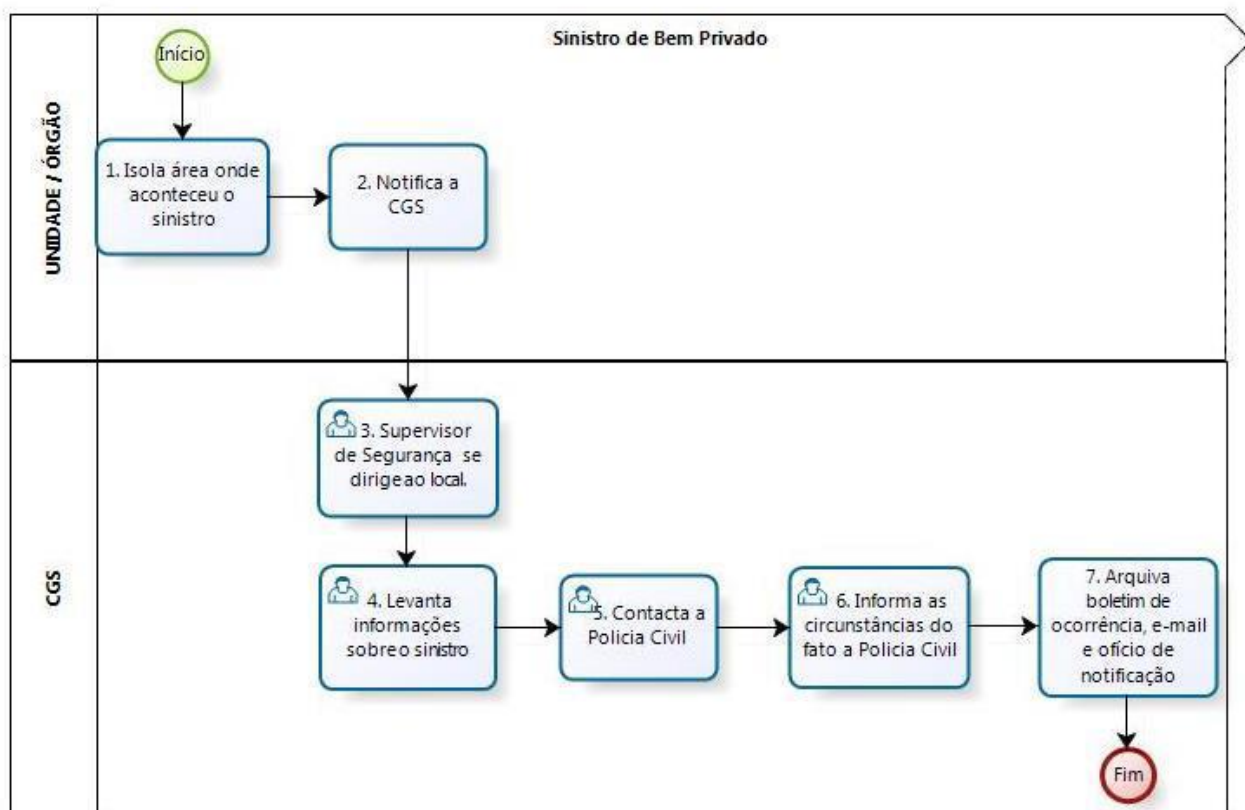 Sinistro de Bem Privado
UNIDADE / ÓRGÃO
Início
1. Isola área onde
aconteceu o
sinistro
2. Notifica a
CGS
CGS
3. Supervisor
de Segurança se
dirigeao local.
4. Levanta
informações
sobreo sinistro
5. Contacta a
Policia Civil
6. Informa as
circunstâncias do
fato a Policia Civil
7. Arquiva
boletim de
ocorrência, e-mail
e ofício de
notificação
Fim